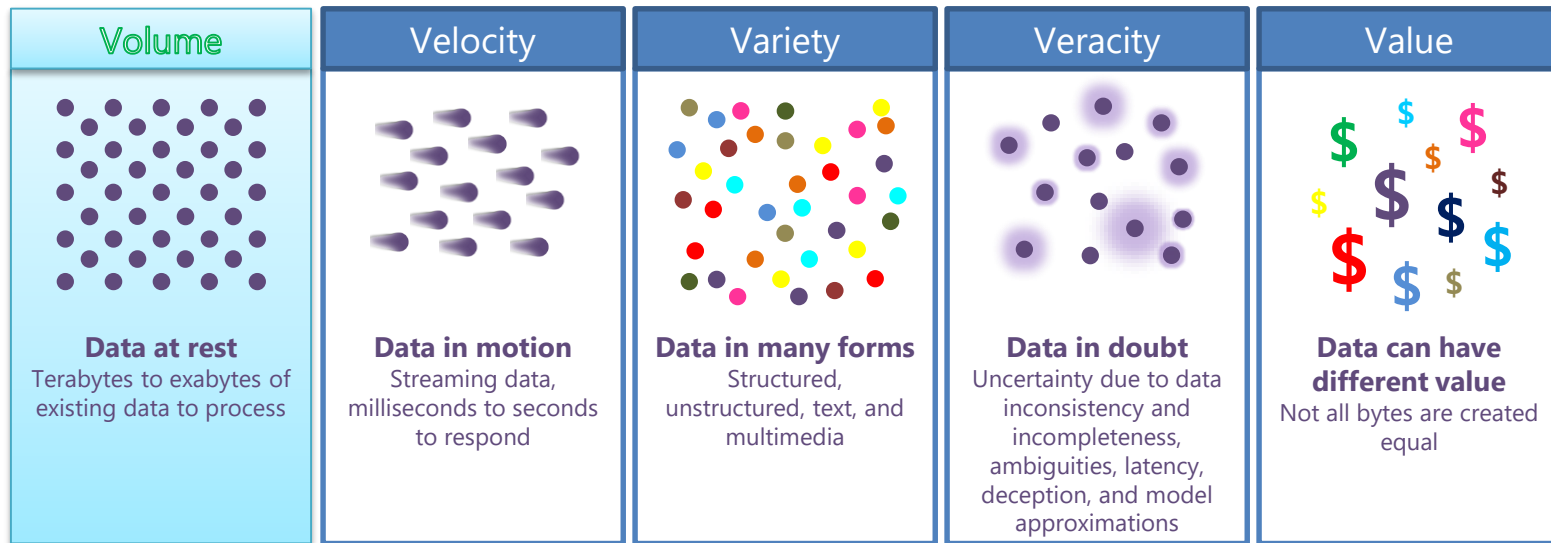 Volume
Data at rest
Terabytes to exabytes of
existing data to process
Velocity
Data in motion
Streaming data,
milliseconds to seconds
to respond
Variety
Data in many forms
Structured,
unstructured, text, and
multimedia
Veracity
Data in doubt
Uncertainty due to data
inconsistency and
incompleteness,
ambiguities, latency,
deception, and model
approximations
Value
$ $ $
$ $ $
$ $ $
$ $
$ $
Data can have
different value
Not all bytes are created
equal